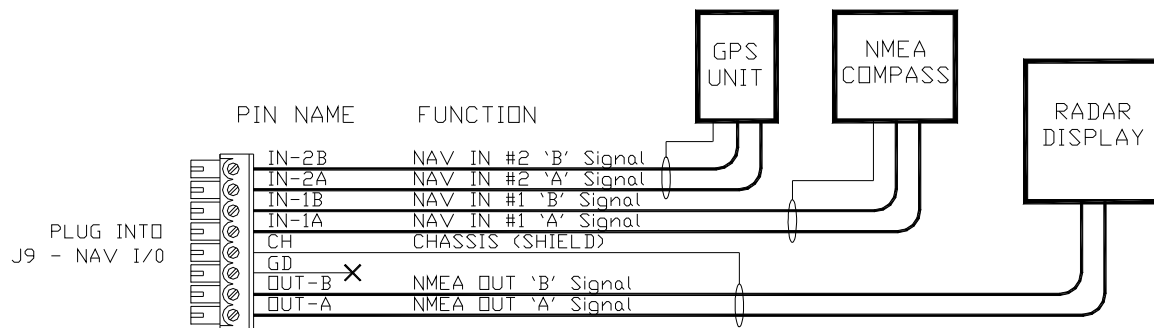 GPS
UNIT
NMEA
COMPASS
RADAR
DISPLAY
PIN NAME FUNCTION
IN-2B NAV IN #2 'B' Signal
IN-2A NAV IN #2 'A' Signal
IN-1B NAV IN #1 'B' Signal
IN-1A NAV IN #1 'A' Signal
CH CHASSIS (SHIELD)
GD
OUT-B NMEA OUT 'B' Signal
OUT-A NMEA OUT 'A' Signal
PLUG INTO
J9 - NAV I/O